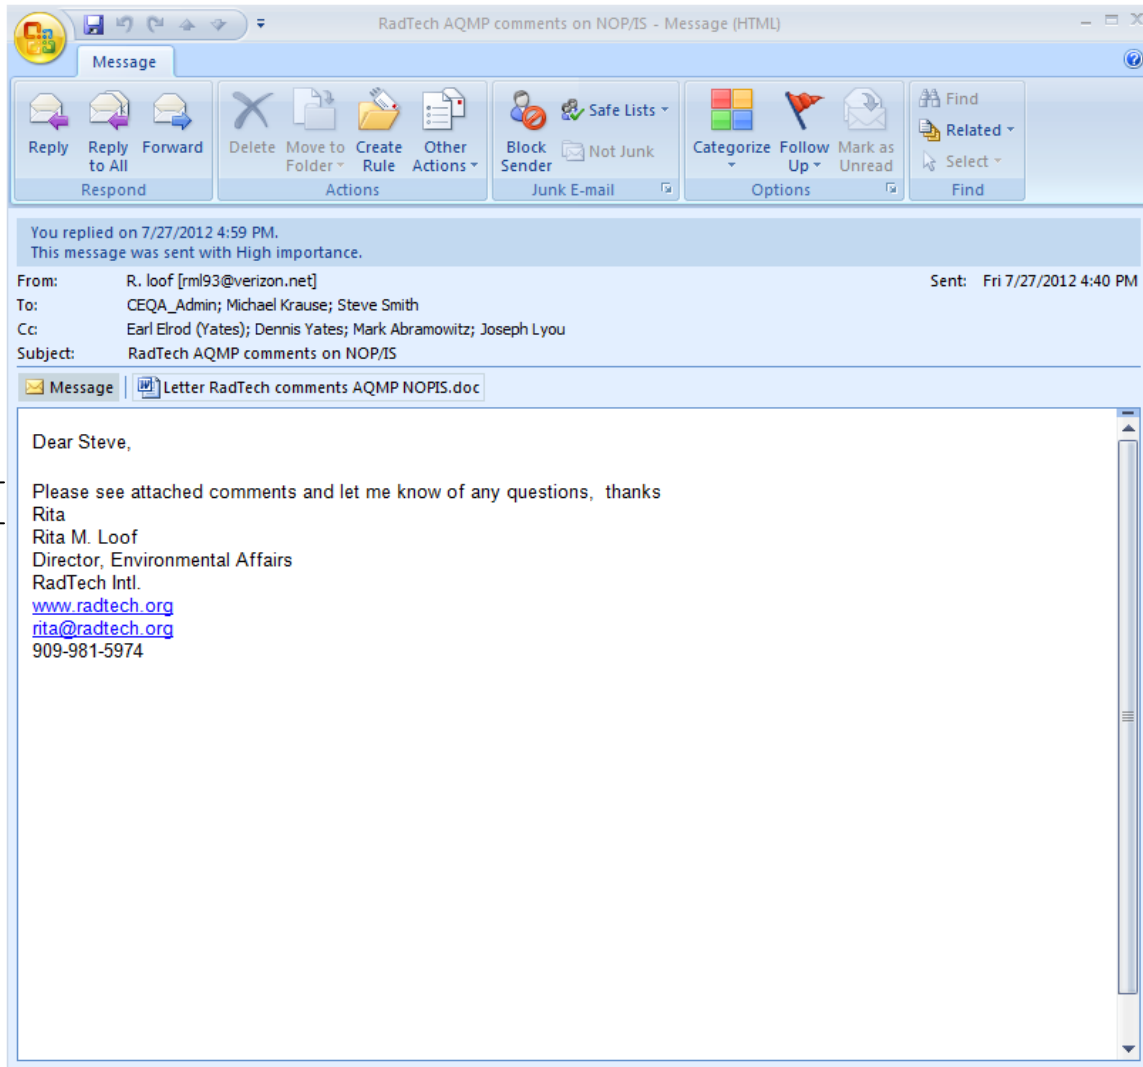 RadTech AQMP comments on NOP/IS - Message (HTML)
Message
Reply
Reply to All
Forward
Respond
Delete
Move to Folder
Create Rule
Other Actions
Actions
Block Sender
Safe Lists
Not Junk
Junk E-mail
Categorize
Follow Up
Mark as Unread
Options
Find
Related
Select
Find
You replied on 7/27/2012 4:59 PM.
This message was sent with High importance.
From: R. loof [rml93@verizon.net] Sent: Fri 7/27/2012 4:40 PM
To: CEQA_Admin; Michael Krause; Steve Smith
Cc: Earl Elrod (Yates); Dennis Yates; Mark Abramowitz; Joseph Lyou
Subject: RadTech AQMP comments on NOP/IS
Message Letter RadTech comments AQMP NOPIS.doc
Dear Steve,
Please see attached comments and let me know of any questions, thanks
Rita
Rita M. Loof
Director, Environmental Affairs
RadTech Intl.
www.radtech.org
rita@radtech.org
909-981-5974